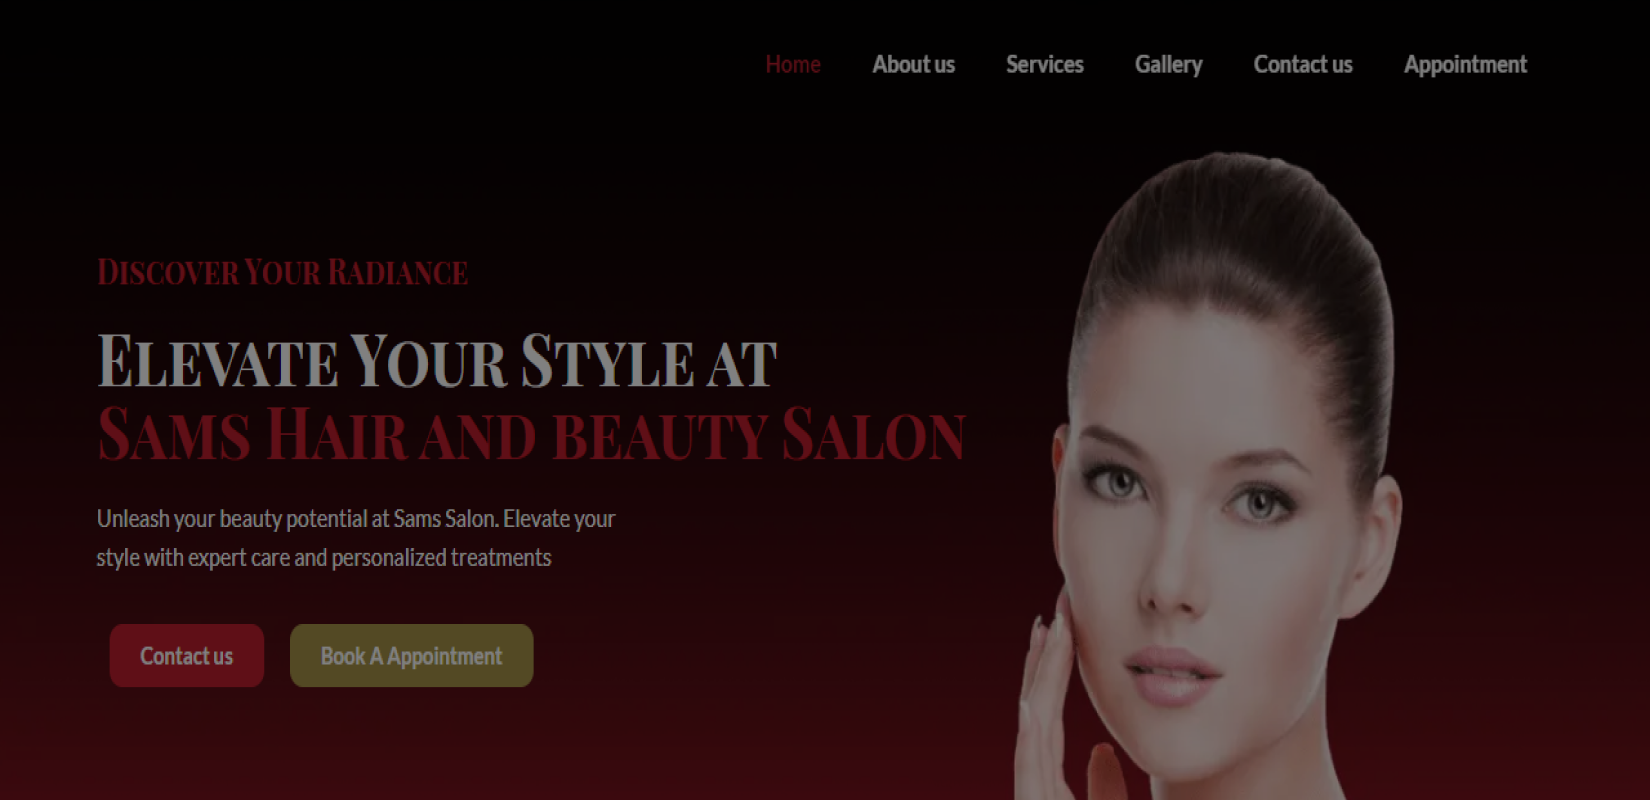 Home About us Services Gallery Contact us Appointment
Discover Your Radiance
Elevate Your Style at
Sams Hair and beauty Salon
Unleash your beauty potential at Sams Salon. Elevate your
style with expert care and personalized treatments
Contact us Book A Appointment